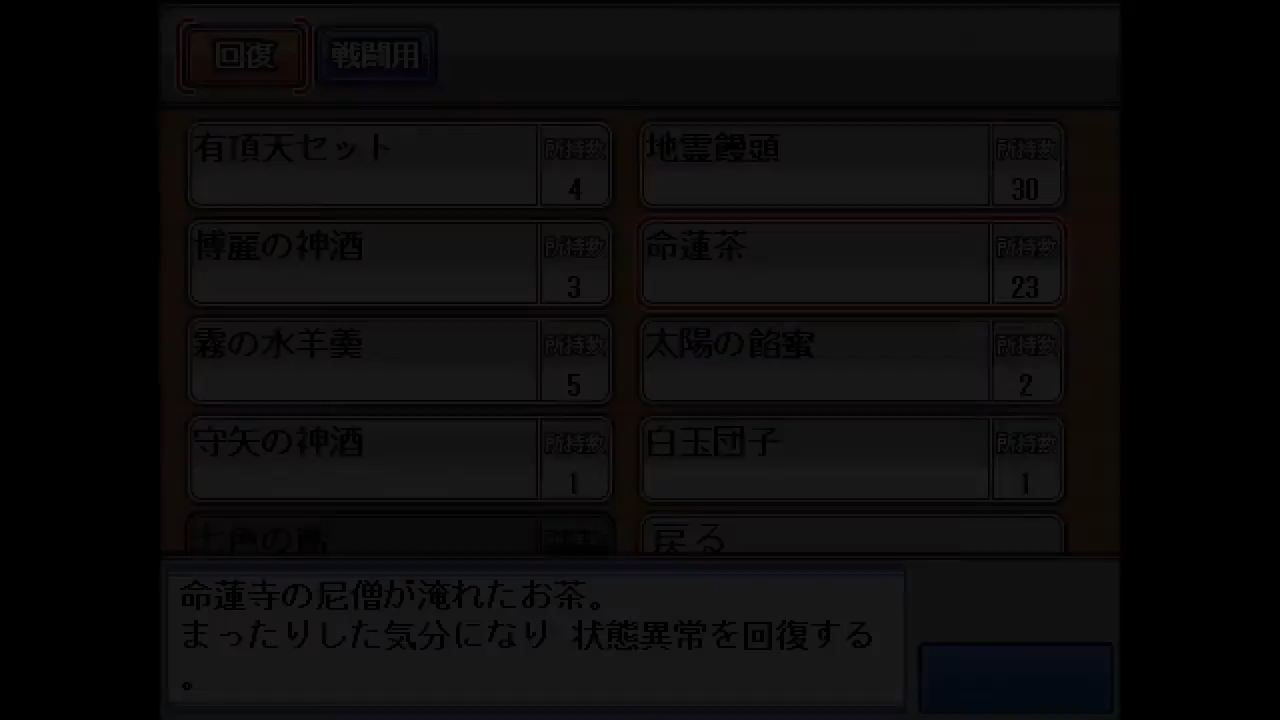 回復 戦闘用
有頂天セット 所持数 4
地霊饅頭 所持数 30
博麗の神酒 所持数 3
命蓮茶 所持数 23
霧の水羊羹 所持数 5
太陽の餡蜜 所持数 2
守矢の神酒 所持数 1
白玉団子 所持数 1
戻る
命蓮寺の尼僧が淹れたお茶。
まったりした気分になり 状態異常を回復する
。